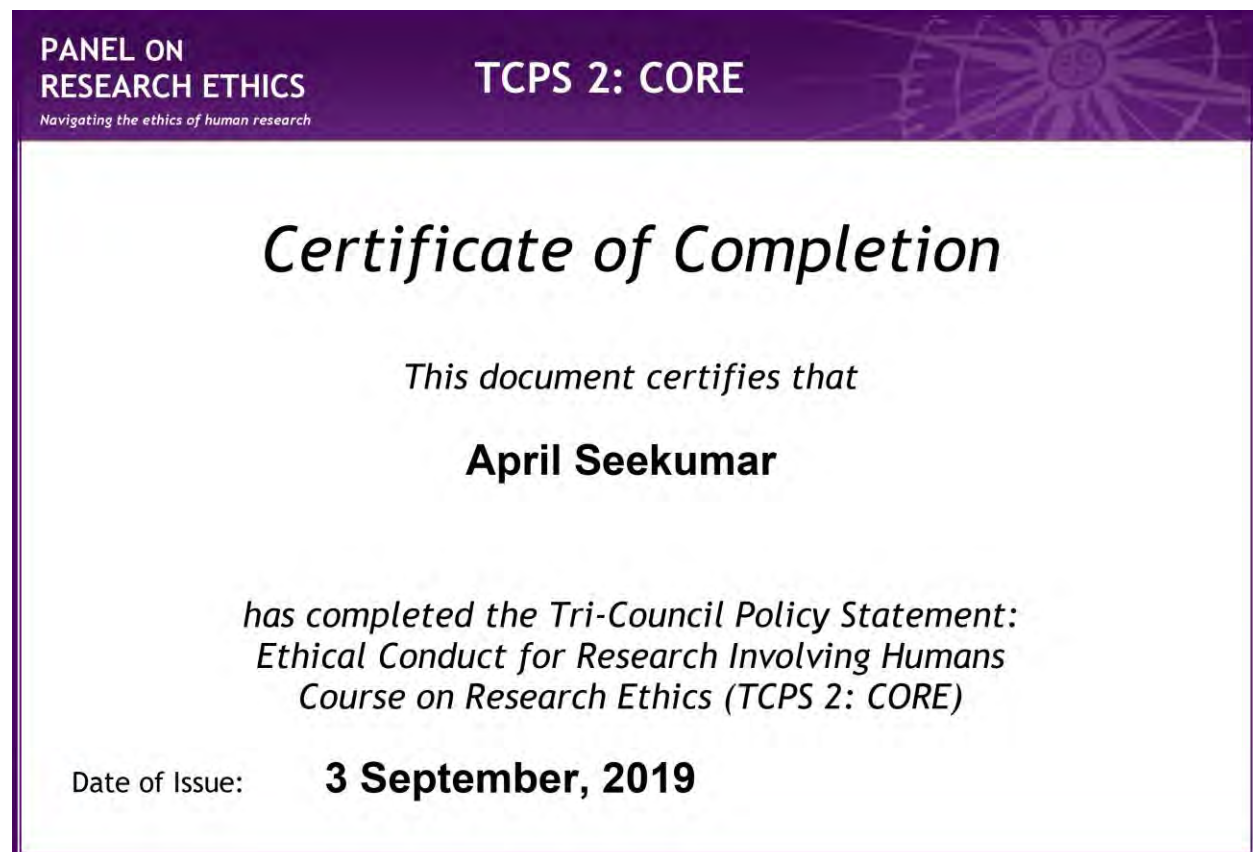 PANEL ON
RESEARCH ETHICS
Navigating the ethics of human research
TCPS 2: CORE
Certificate of Completion
This document certifies that
April Seekumar
has completed the Tri-Council Policy Statement:
Ethical Conduct for Research Involving Humans
Course on Research Ethics (TCPS 2: CORE)
Date of Issue: 3 September, 2019